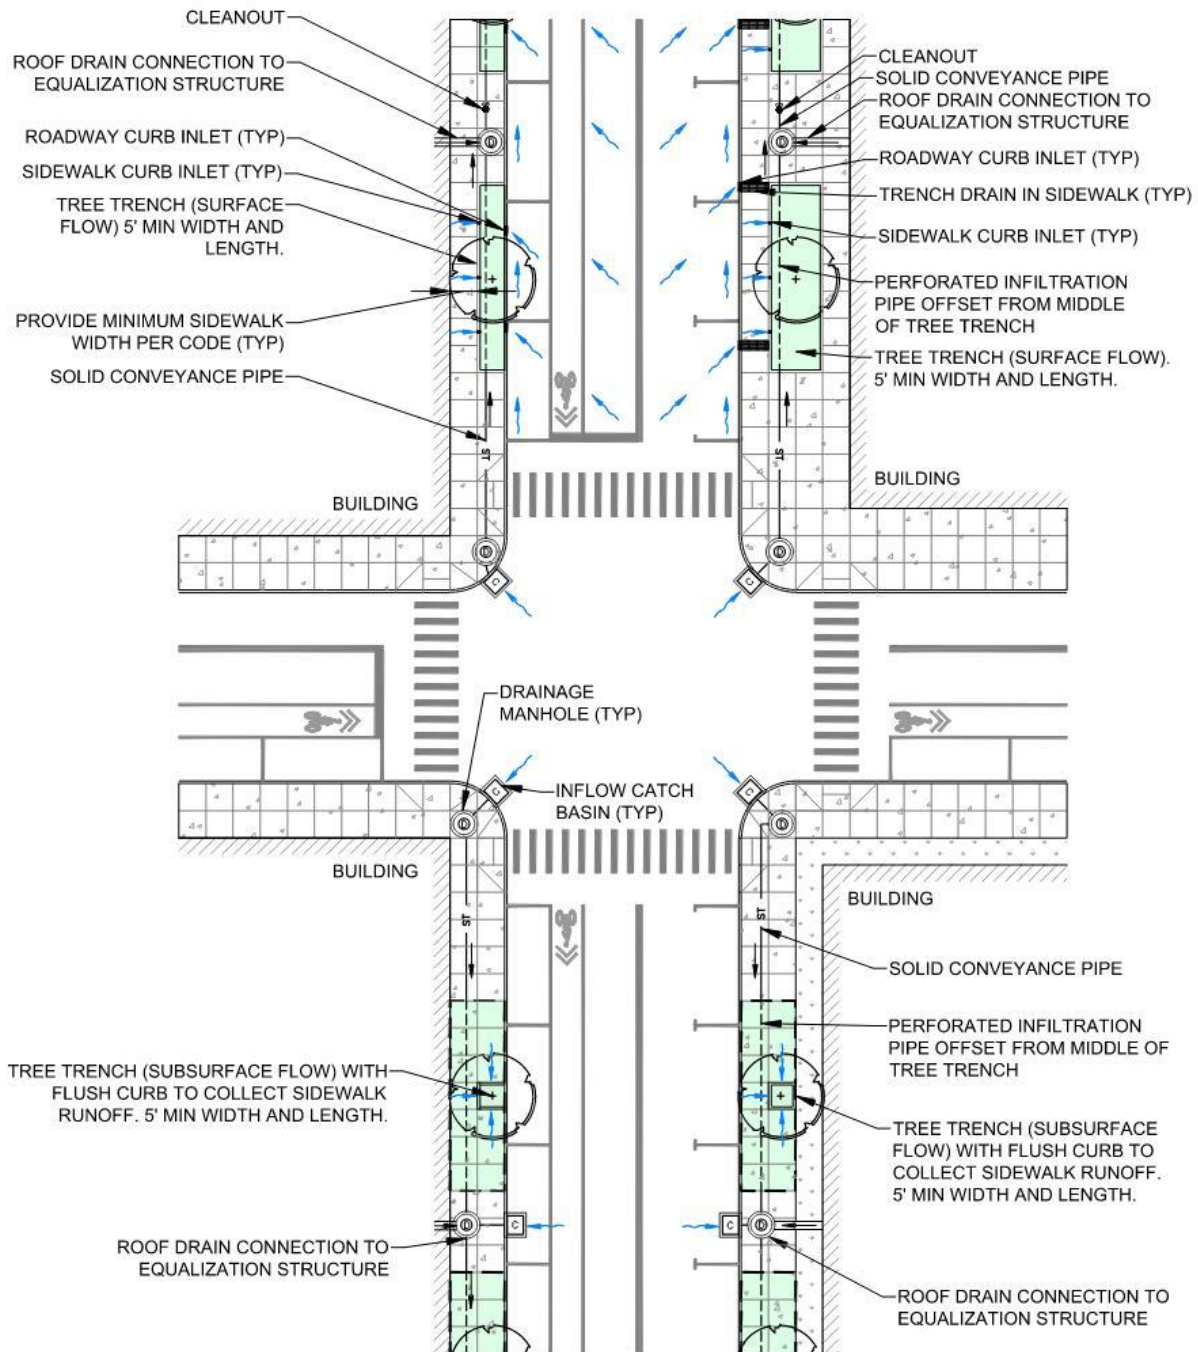 CLEANOUT
ROOF DRAIN CONNECTION TO
EQUALIZATION STRUCTURE
ROADWAY CURB INLET (TYP)
SIDEWALK CURB INLET (TYP)
TREE TRENCH (SURFACE
FLOW) 5' MIN WIDTH AND
LENGTH.
PROVIDE MINIMUM SIDEWALK
WIDTH PER CODE (TYP)
SOLID CONVEYANCE PIPE
CLEANOUT
SOLID CONVEYANCE PIPE
ROOF DRAIN CONNECTION TO
EQUALIZATION STRUCTURE
ROADWAY CURB INLET (TYP)
TRENCH DRAIN IN SIDEWALK (TYP)
SIDEWALK CURB INLET (TYP)
PERFORATED INFILTRATION
PIPE OFFSET FROM MIDDLE
OF TREE TRENCH
TREE TRENCH (SURFACE FLOW).
5' MIN WIDTH AND LENGTH.
D
D
ST
ST
BUILDING
BUILDING
D
D
C
C
DRAINAGE
MANHOLE (TYP)
C
C
INFLOW CATCH
BASIN (TYP)
D
D
BUILDING
BUILDING
ST
ST
SOLID CONVEYANCE PIPE
PERFORATED INFILTRATION
PIPE OFFSET FROM MIDDLE OF
TREE TRENCH
TREE TRENCH (SUBSURFACE FLOW) WITH
FLUSH CURB TO COLLECT SIDEWALK
RUNOFF. 5' MIN WIDTH AND LENGTH.
TREE TRENCH (SUBSURFACE
FLOW) WITH FLUSH CURB TO
COLLECT SIDEWALK RUNOFF.
5' MIN WIDTH AND LENGTH.
D
C
C
D
ROOF DRAIN CONNECTION TO
EQUALIZATION STRUCTURE
ROOF DRAIN CONNECTION TO
EQUALIZATION STRUCTURE